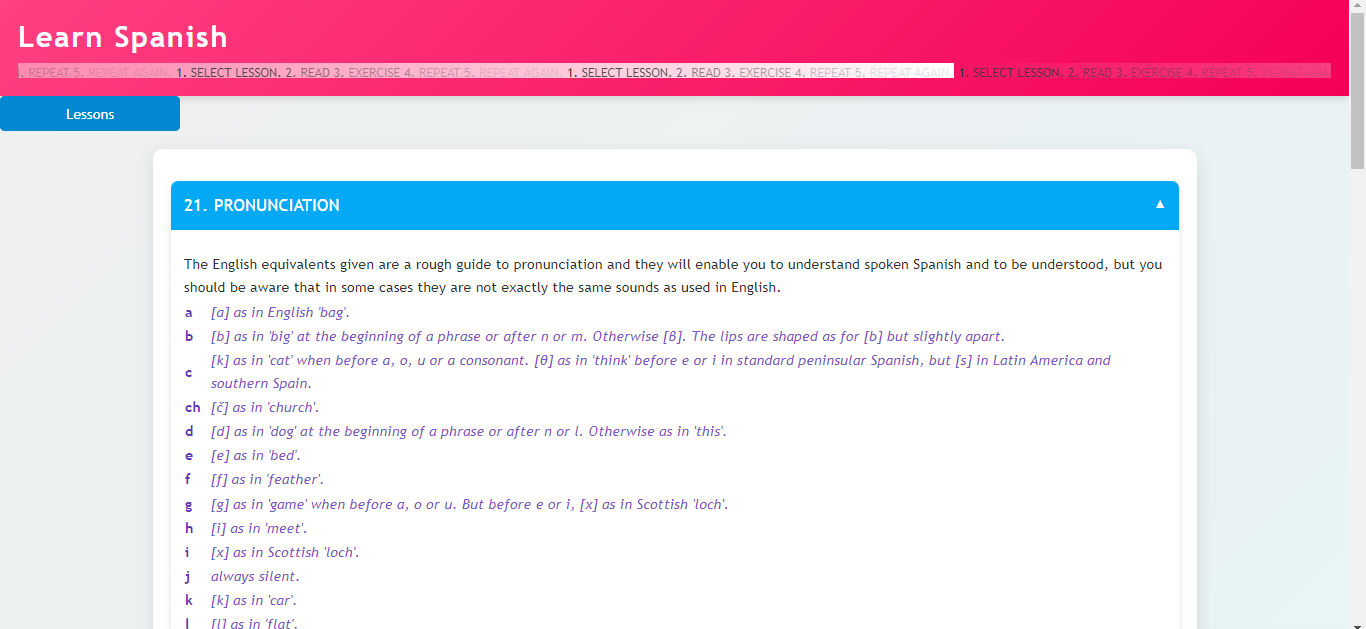 Learn Spanish
. REPEAT 5. REPEAT AGAIN. 1. SELECT LESSON. 2. READ 3. EXERCISE 4. REPEAT 5. REPEAT AGAIN. 1. SELECT LESSON. 2. READ 3. EXERCISE 4. REPEAT 5. REPEAT AGAIN. 1. SELECT LESSON. 2. READ 3. EXERCISE 4. REPEAT 5. REPEAT AGA
Lessons
21. PRONUNCIATION ▲
The English equivalents given are a rough guide to pronunciation and they will enable you to understand spoken Spanish and to be understood, but you
should be aware that in some cases they are not exactly the same sounds as used in English.
a [a] as in English 'bag'.
b [b] as in 'big' at the beginning of a phrase or after n or m. Otherwise [β]. The lips are shaped as for [b] but slightly apart.
c [k] as in 'cat' when before a, o, u or a consonant. [θ] as in 'think' before e or i in standard peninsular Spanish, but [s] in Latin America and
southern Spain.
ch [č] as in 'church'.
d [d] as in 'dog' at the beginning of a phrase or after n or l. Otherwise as in 'this'.
e [e] as in 'bed'.
f [f] as in 'feather'.
g [g] as in 'game' when before a, o or u. But before e or i, [x] as in Scottish 'loch'.
h [i] as in 'meet'.
i [x] as in Scottish 'loch'.
j always silent.
k [k] as in 'car'.
l [l] as in 'flat'.